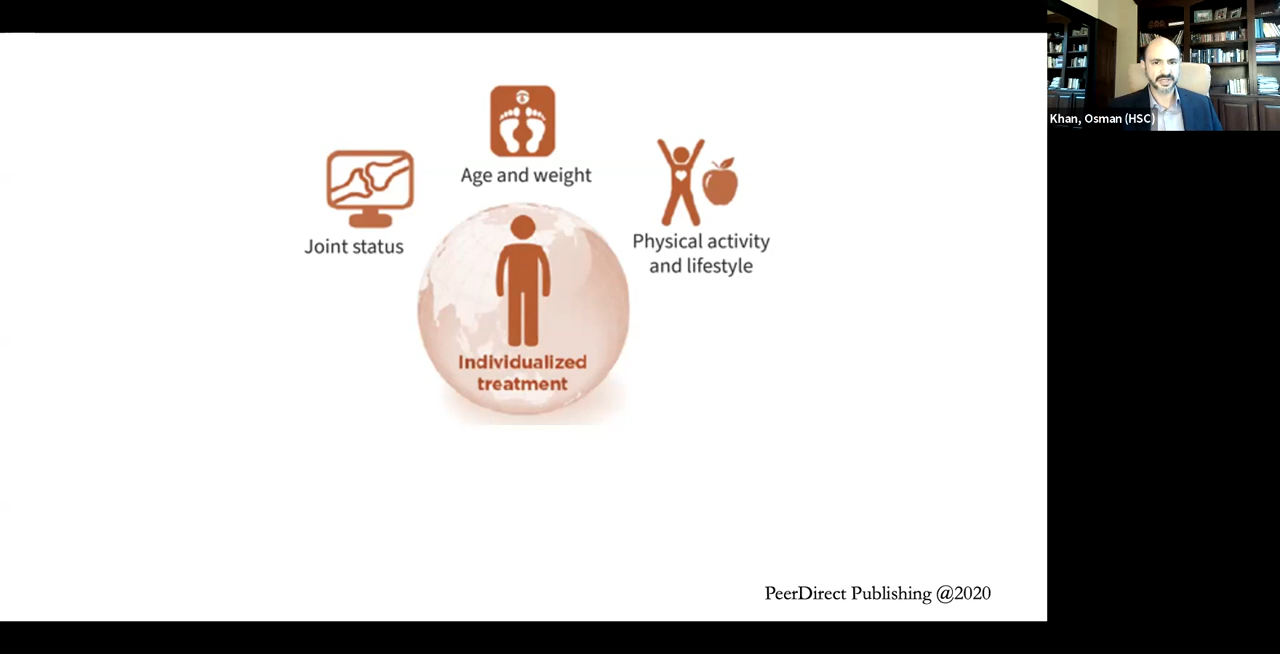 Khan, Osman (HSC)
Age and weight
Joint status
Physical activity
and lifestyle
Individualized
treatment
PeerDirect Publishing @2020